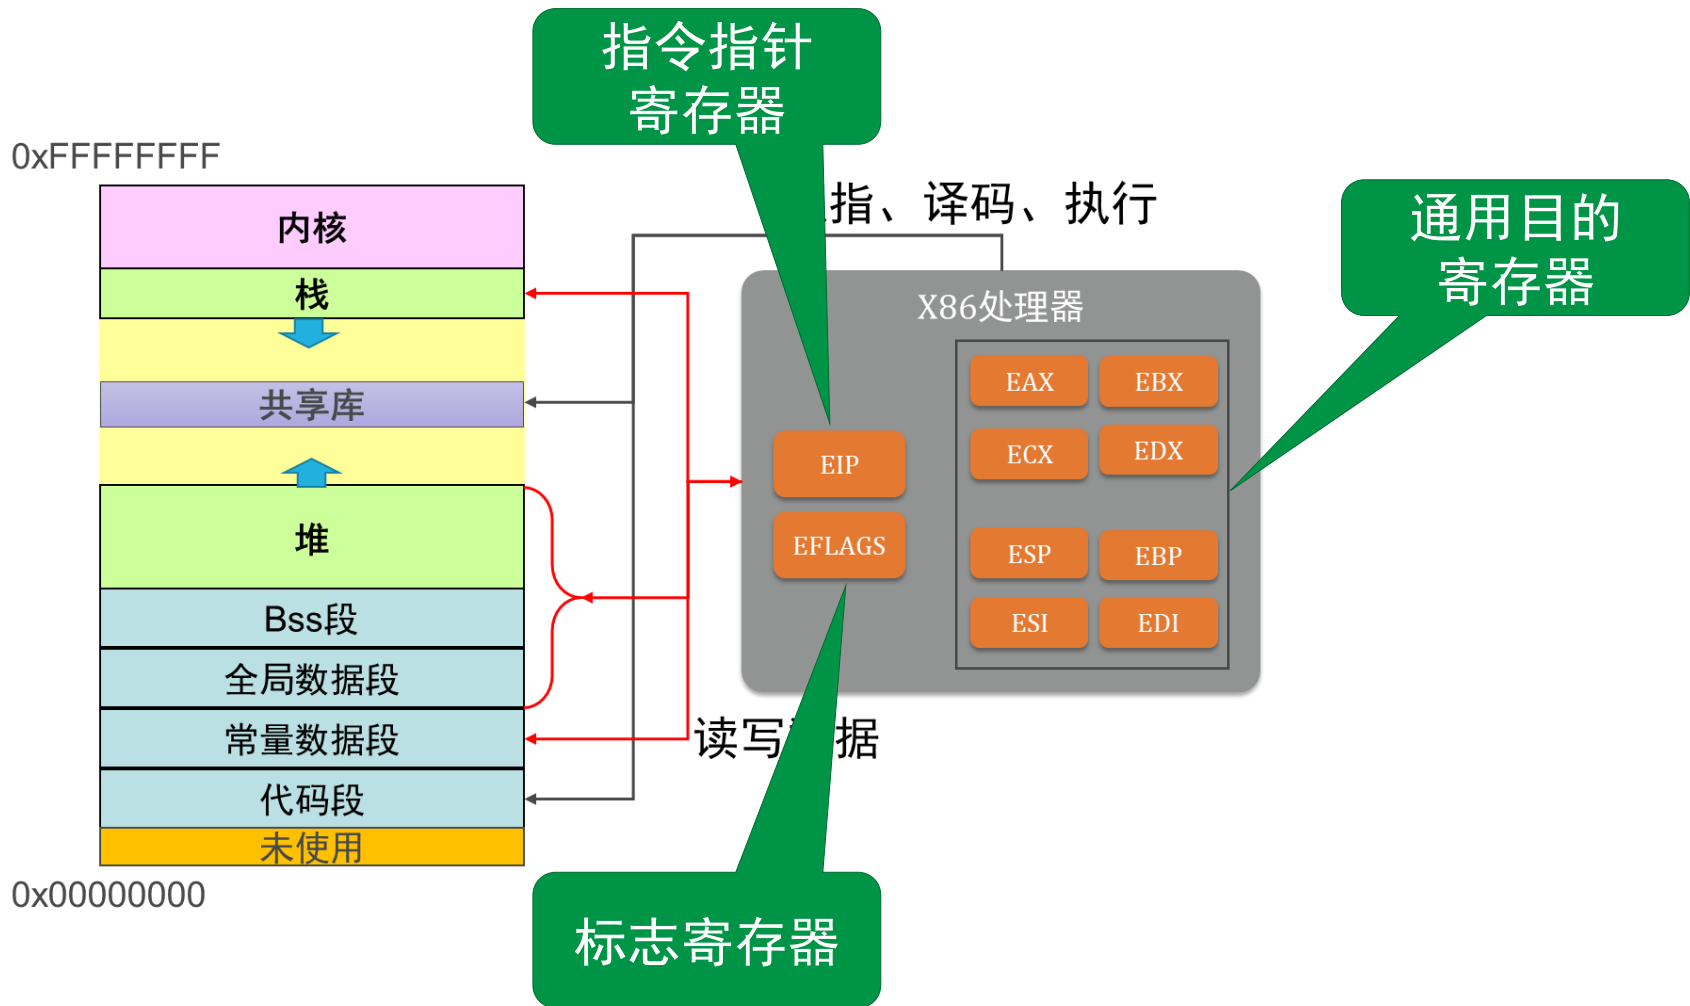 指令指针
寄存器
0xFFFFFFFF
指、译码、执行
通用目的
寄存器
内核
栈
共享库
堆
Bss段
全局数据段
常量数据段
代码段
未使用
0x00000000
X86处理器
EAX
EBX
ECX
EDX
EIP
EFLAGS
ESP
EBP
ESI
EDI
读写 据
标志寄存器